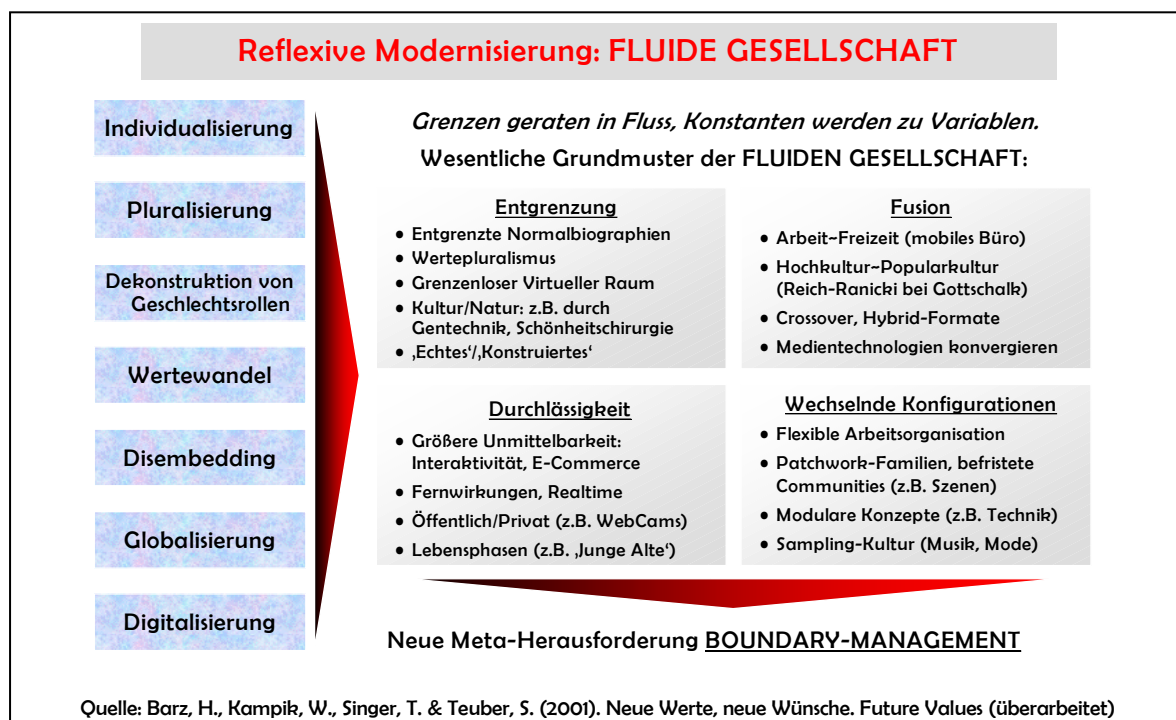 Reflexive Modernisierung: FLUIDE GESELLSCHAFT
Individualisierung
Pluralisierung
Dekonstruktion von
Geschlechtsrollen
Wertewandel
Disembedding
Globalisierung
Digitalisierung
Grenzen geraten in Fluss, Konstanten werden zu Variablen.
Wesentliche Grundmuster der FLUIDEN GESELLSCHAFT:
Entgrenzung
• Entgrenzte Normalbiographien
• Wertepluralismus
• Grenzenloser Virtueller Raum
• Kultur/Natur: z.B. durch
Gentechnik, Schönheitschirurgie
• ‚Echtes‘/‚Konstruiertes‘
Fusion
• Arbeit~Freizeit (mobiles Büro)
• Hochkultur~Popularkultur
(Reich-Ranicki bei Gottschalk)
• Crossover, Hybrid-Formate
• Medientechnologien konvergieren
Durchlässigkeit
• Größere Unmittelbarkeit:
Interaktivität, E-Commerce
• Fernwirkungen, Realtime
• Öffentlich/Privat (z.B. WebCams)
• Lebensphasen (z.B. ‚Junge Alte‘)
Wechselnde Konfigurationen
• Flexible Arbeitsorganisation
• Patchwork-Familien, befristete
Communities (z.B. Szenen)
• Modulare Konzepte (z.B. Technik)
• Sampling-Kultur (Musik, Mode)
Neue Meta-Herausforderung BOUNDARY-MANAGEMENT
Quelle: Barz, H., Kampik, W., Singer, T. & Teuber, S. (2001). Neue Werte, neue Wünsche. Future Values (überarbeitet)